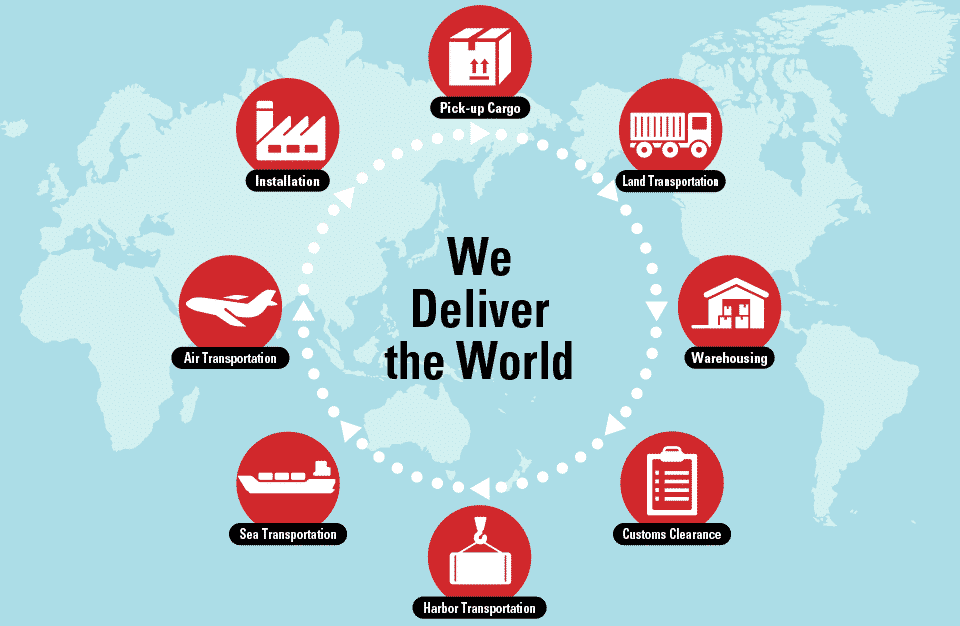 Pick-up Cargo
Land Transportation
Warehousing
Customs Clearance
Harbor Transportation
Sea Transportation
Air Transportation
Installation
We
Deliver
the World